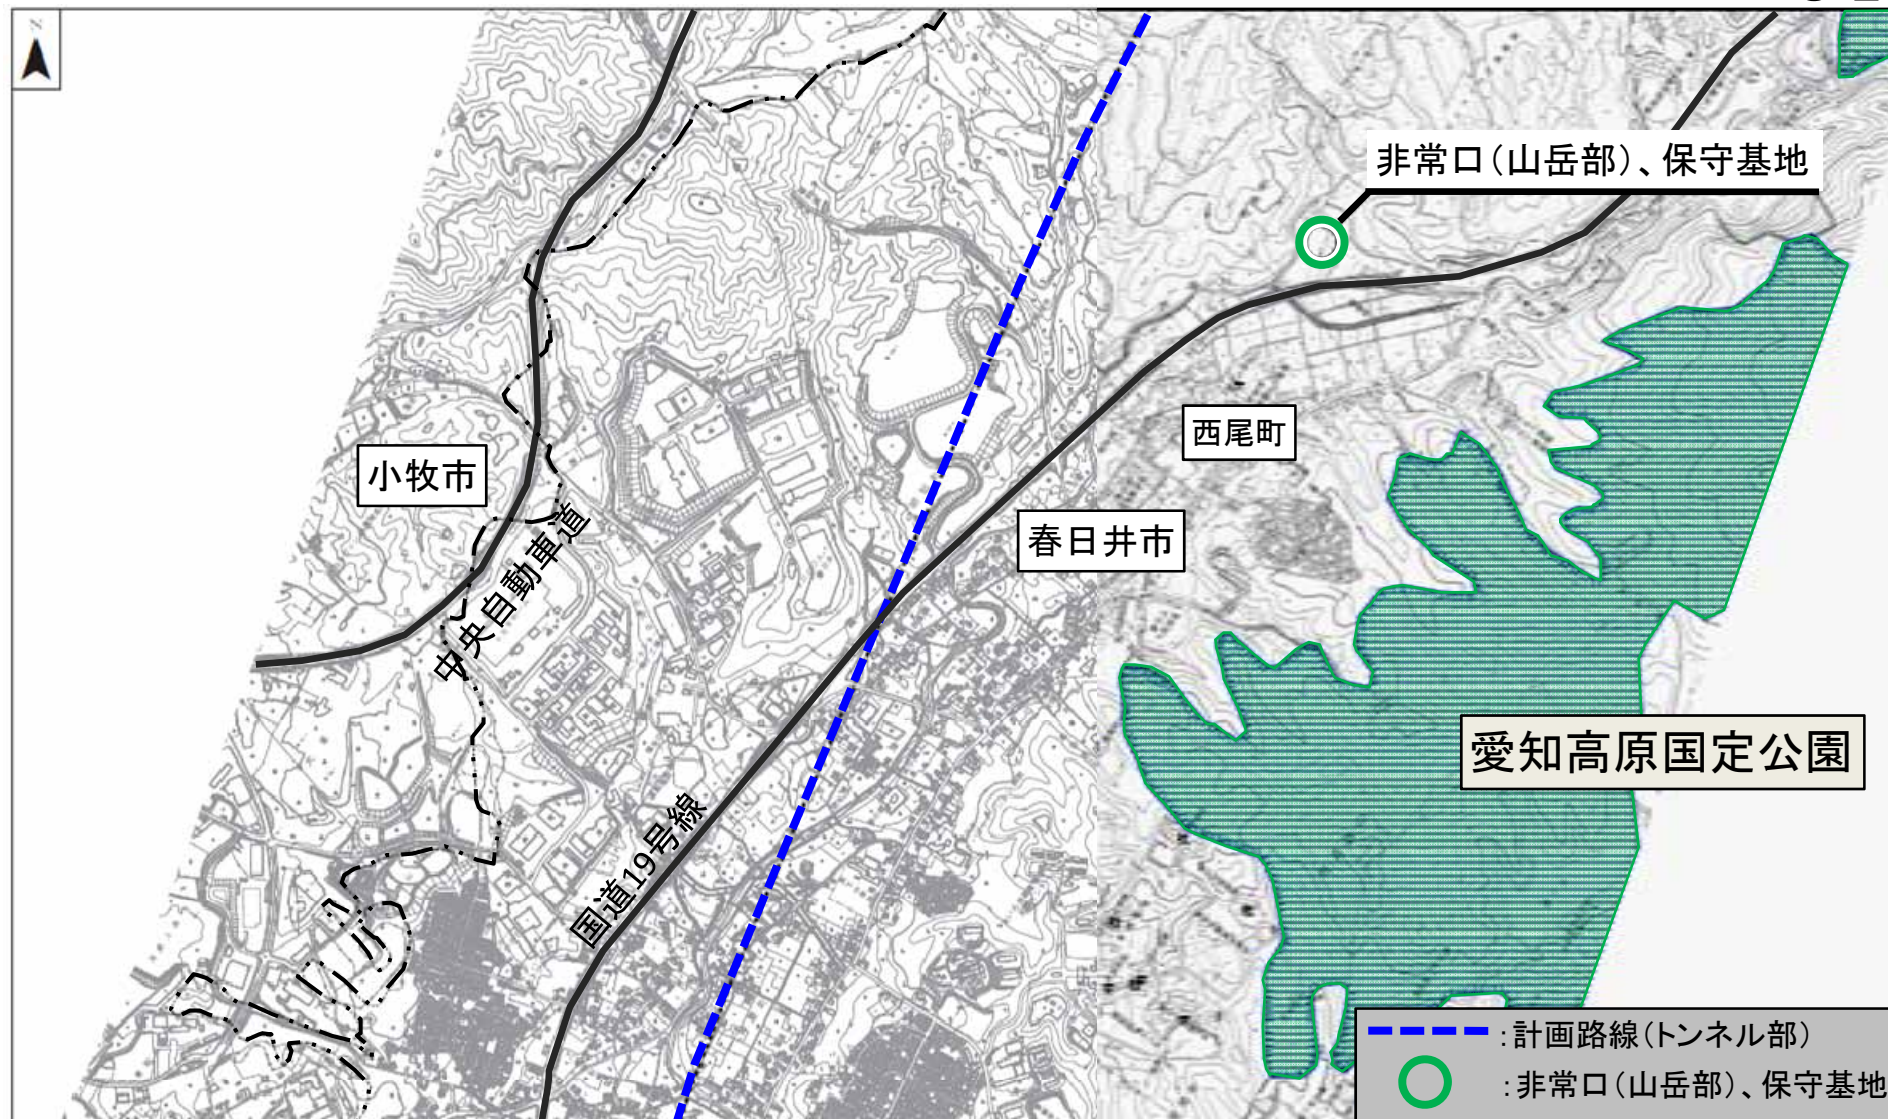 Z
非常口(山岳部)、保守基地
西尾町
小牧市
春日井市
中央自動車道
愛知高原国定公園
国道19号線
:計画路線(トンネル部)
:非常口(山岳部)、保守基地